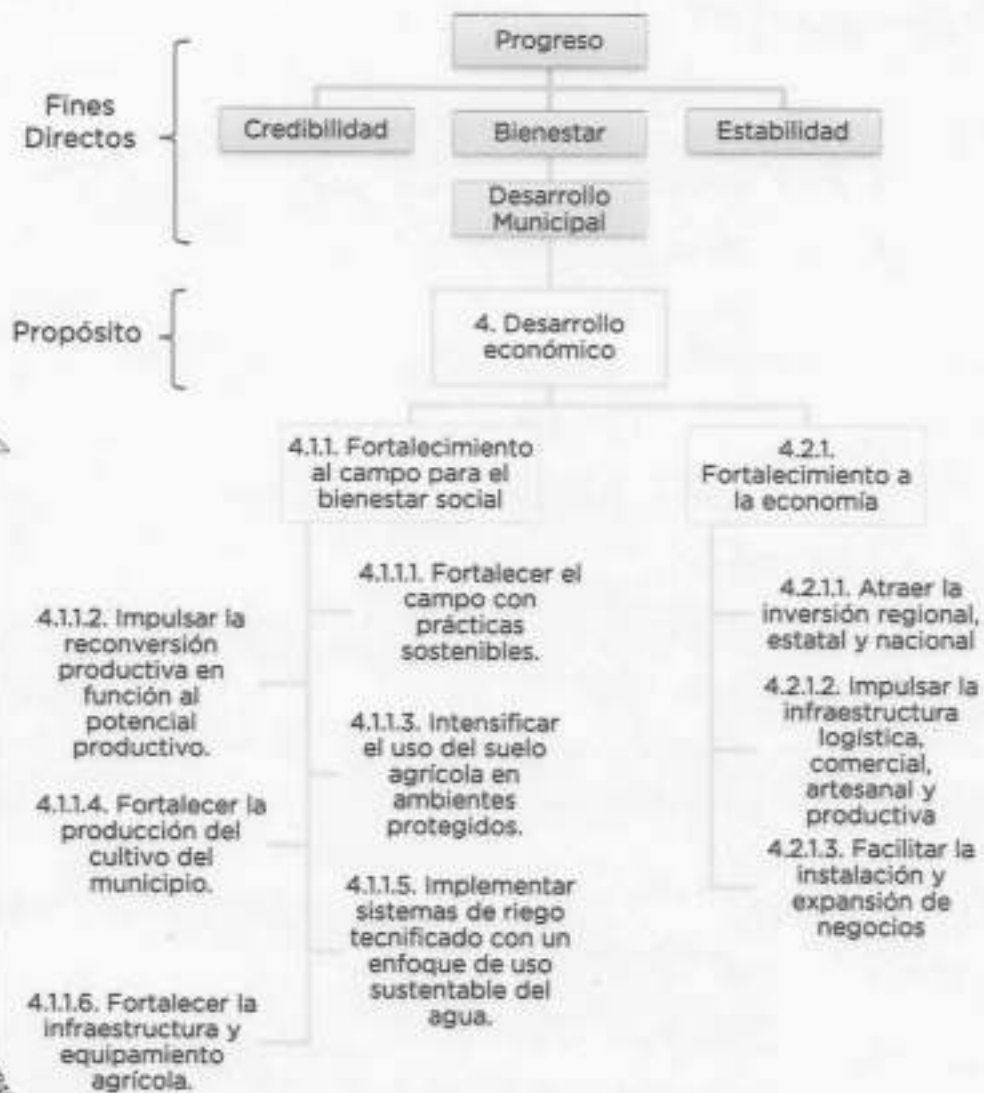 Progreso
Fines
Directos
Credibilidad
Bienestar
Estabilidad
Desarrollo
Municipal
Propósito
4. Desarrollo
económico
4.1.1. Fortalecimiento
al campo para el
bienestar social
4.2.1.
Fortalecimiento a
la economía
4.1.1.1. Fortalecer el
campo con
prácticas
sostenibles.
4.1.1.2. Impulsar la
reconversión
productiva en
función al
potencial
productivo.
4.1.1.3. Intensificar
el uso del suelo
agrícola en
ambientes
protegidos.
4.1.1.4. Fortalecer la
producción del
cultivo del
municipio.
4.1.1.5. Implementar
sistemas de riego
tecnificado con un
enfoque de uso
sustentable del
agua.
4.1.1.6. Fortalecer la
infraestructura y
equipamiento
agrícola.
4.2.1.1. Atraer la
inversión regional,
estatal y nacional
4.2.1.2. Impulsar la
infraestructura
logística,
comercial,
artesanal y
productiva
4.2.1.3. Facilitar la
instalación y
expansión de
negocios